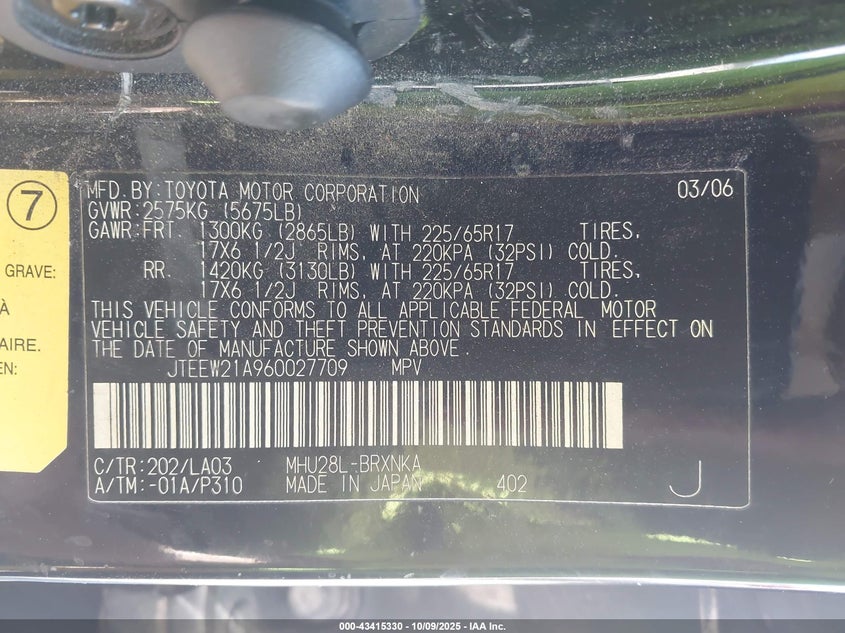 7
GRAVE:
À
AIRE.
EN:
MFD.BY:TOYOTA MOTOR CORPORATION 03/06
GVWR:2575KG (5675LB)
GAWR:FRT. 1300KG (2865LB) WITH 225/65R17 TIRES,
17X6 1/2J RIMS, AT 220KPA (32PSI) COLD.
RR. 1420KG (3130LB) WITH 225/65R17 TIRES,
17X6 1/2J RIMS, AT 220KPA (32PSI) COLD.
THIS VEHICLE CONFORMS TO ALL APPLICABLE FEDERAL MOTOR
VEHICLE SAFETY AND THEFT PREVENTION STANDARDS IN EFFECT ON
THE DATE OF MANUFACTURE SHOWN ABOVE.
JTEEW21A960027709 MPV
C/TR:202/LA03 MHU28L-BRXNKA
A/TM:-01A/P310 MADE IN JAPAN 402 J
000-43415330 - 10/09/2025 - IAA Inc.